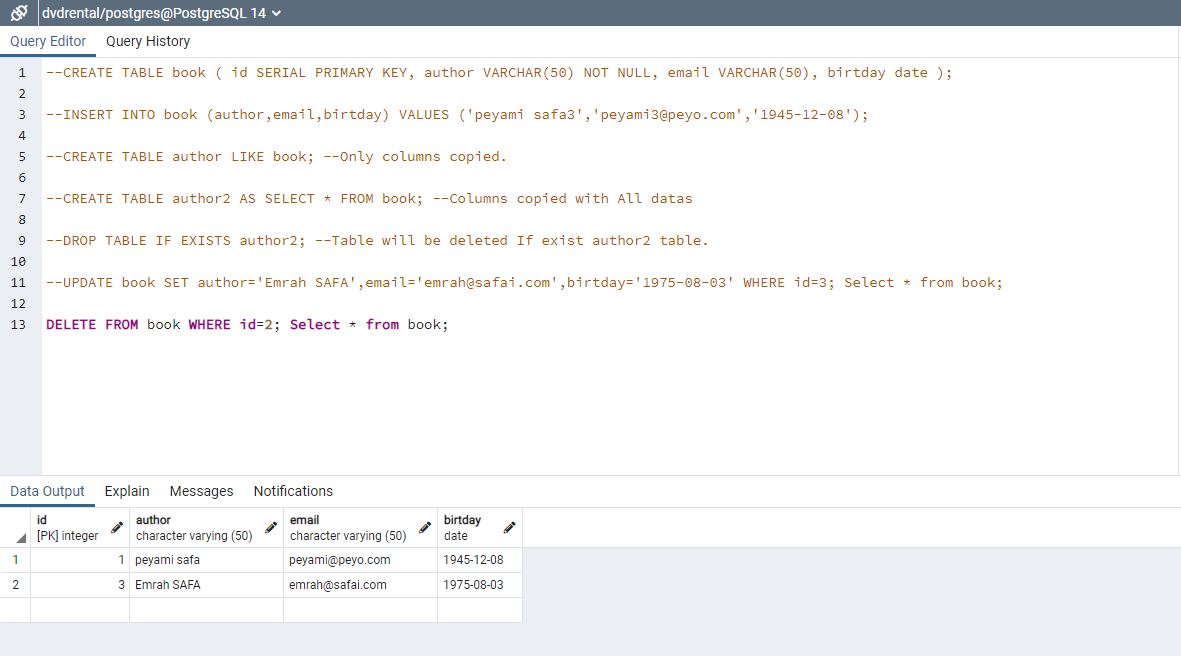 dvdrental/postgres@PostgreSQL 14
Query Editor Query History
1 --CREATE TABLE book ( id SERIAL PRIMARY KEY, author VARCHAR(50) NOT NULL, email VARCHAR(50), birtday date );
2
3 --INSERT INTO book (author,email,birtday) VALUES ('peyami safa3','peyami3@peyo.com','1945-12-08');
4
5 --CREATE TABLE author LIKE book; --Only columns copied.
6
7 --CREATE TABLE author2 AS SELECT * FROM book; --Columns copied with All datas
8
9 --DROP TABLE IF EXISTS author2; --Table will be deleted If exist author2 table.
10
11 --UPDATE book SET author='Emrah SAFA',email='emrah@safai.com',birtday='1975-08-03' WHERE id=3; Select * from book;
12
13 DELETE FROM book WHERE id=2; Select * from book;
Data Output Explain Messages Notifications
id author email birtday
[PK] integer character varying (50) character varying (50) date
1 1 peyami safa peyami@peyo.com 1945-12-08
2 3 Emrah SAFA emrah@safai.com 1975-08-03